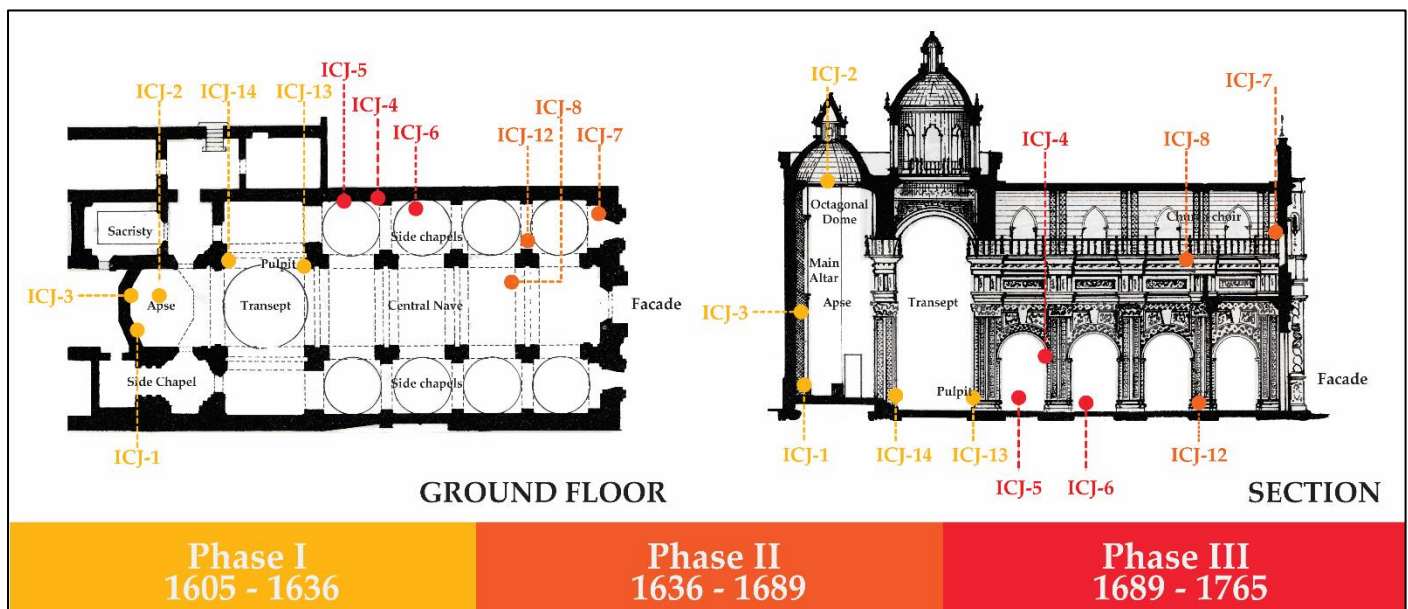 ICJ-5
ICJ-2
ICJ-14
ICJ-13
ICJ-4
ICJ-8
ICJ-6
ICJ-12
ICJ-7
Sacristy
Side chapels
Pulpit
ICJ-3
Apse
Transept
Central Nave
Facade
Side Chapel
Side chapels
ICJ-1
GROUND FLOOR
ICJ-2
ICJ-7
ICJ-4
ICJ-8
Octagonal
Dome
Church choir
Main
Altar
Apse
Transept
ICJ-3
Pulpit
Facade
ICJ-1
ICJ-14
ICJ-13
ICJ-12
ICJ-5
ICJ-6
SECTION
Phase I
1605 - 1636
Phase II
1636 - 1689
Phase III
1689 - 1765